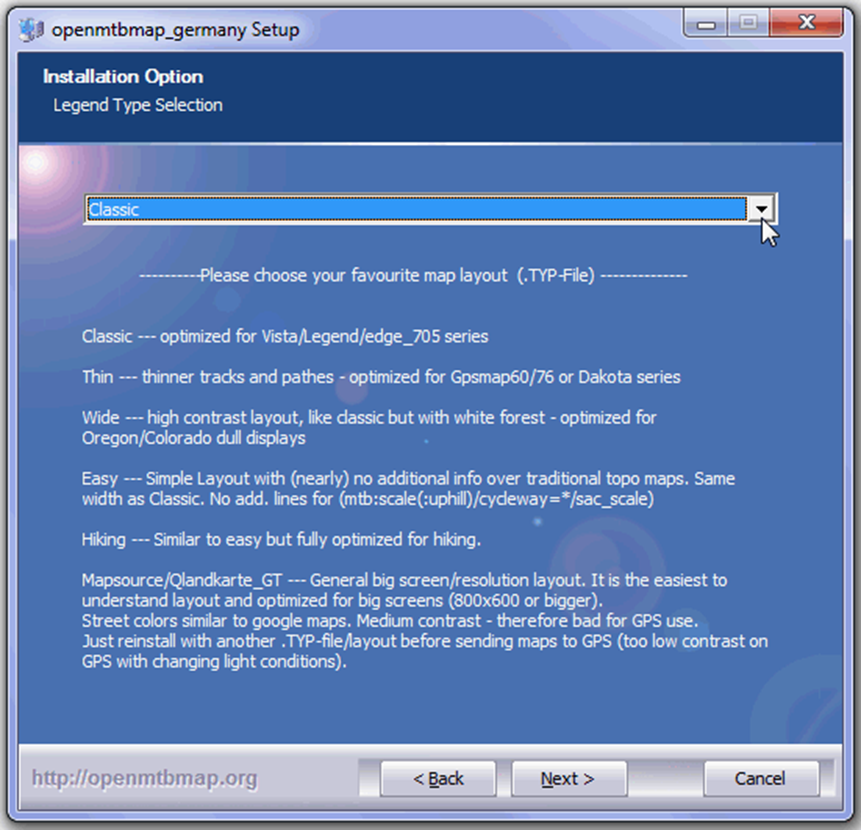 openmtbmap_germany Setup
Installation Option
Legend Type Selection
Classic
----------Please choose your favourite map layout (.TYP-File) --------------
Classic --- optimized for Vista/Legend/edge_705 series
Thin --- thinner tracks and pathes - optimized for Gpsmap60/76 or Dakota series
Wide --- high contrast layout, like classic but with white forest - optimized for
Oregon/Colorado dull displays
Easy --- Simple Layout with (nearly) no additional info over traditional topo maps. Same
width as Classic. No add. lines for (mtb:scale(:uphill)/cycleway=*/sac_scale)
Hiking --- Similar to easy but fully optimized for hiking.
Mapsource/Qlandkarte_GT --- General big screen/resolution layout. It is the easiest to
understand layout and optimized for big screens (800x600 or bigger).
Street colors similar to google maps. Medium contrast - therefore bad for GPS use.
Just reinstall with another .TYP-file/layout before sending maps to GPS (too low contrast on
GPS with changing light conditions).
http://openmtbmap.org
< Back
Next >
Cancel